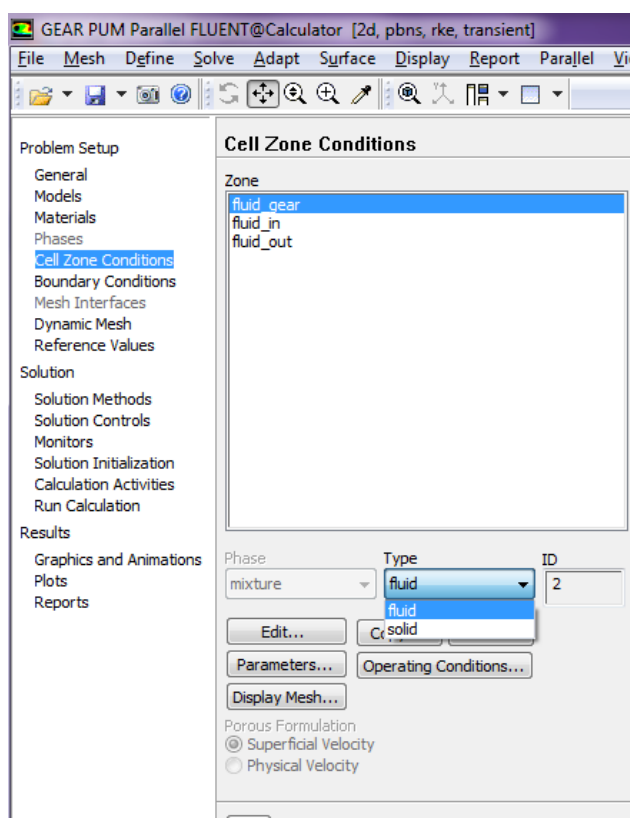 GEAR PUM Parallel FLUENT@Calculator [2d, pbns, rke, transient]
File Mesh Define Solve Adapt Surface Display Report Parallel
Problem Setup
General
Models
Materials
Phases
Cell Zone Conditions
Boundary Conditions
Mesh Interfaces
Dynamic Mesh
Reference Values
Solution
Solution Methods
Solution Controls
Monitors
Solution Initialization
Calculation Activities
Run Calculation
Results
Graphics and Animations
Plots
Reports
Cell Zone Conditions
Zone
fluid_gear
fluid_in
fluid_out
Phase Type ID
mixture fluid 2
fluid
solid
Edit...
Parameters... Operating Conditions...
Display Mesh...
Porous Formulation
Superficial Velocity
Physical Velocity